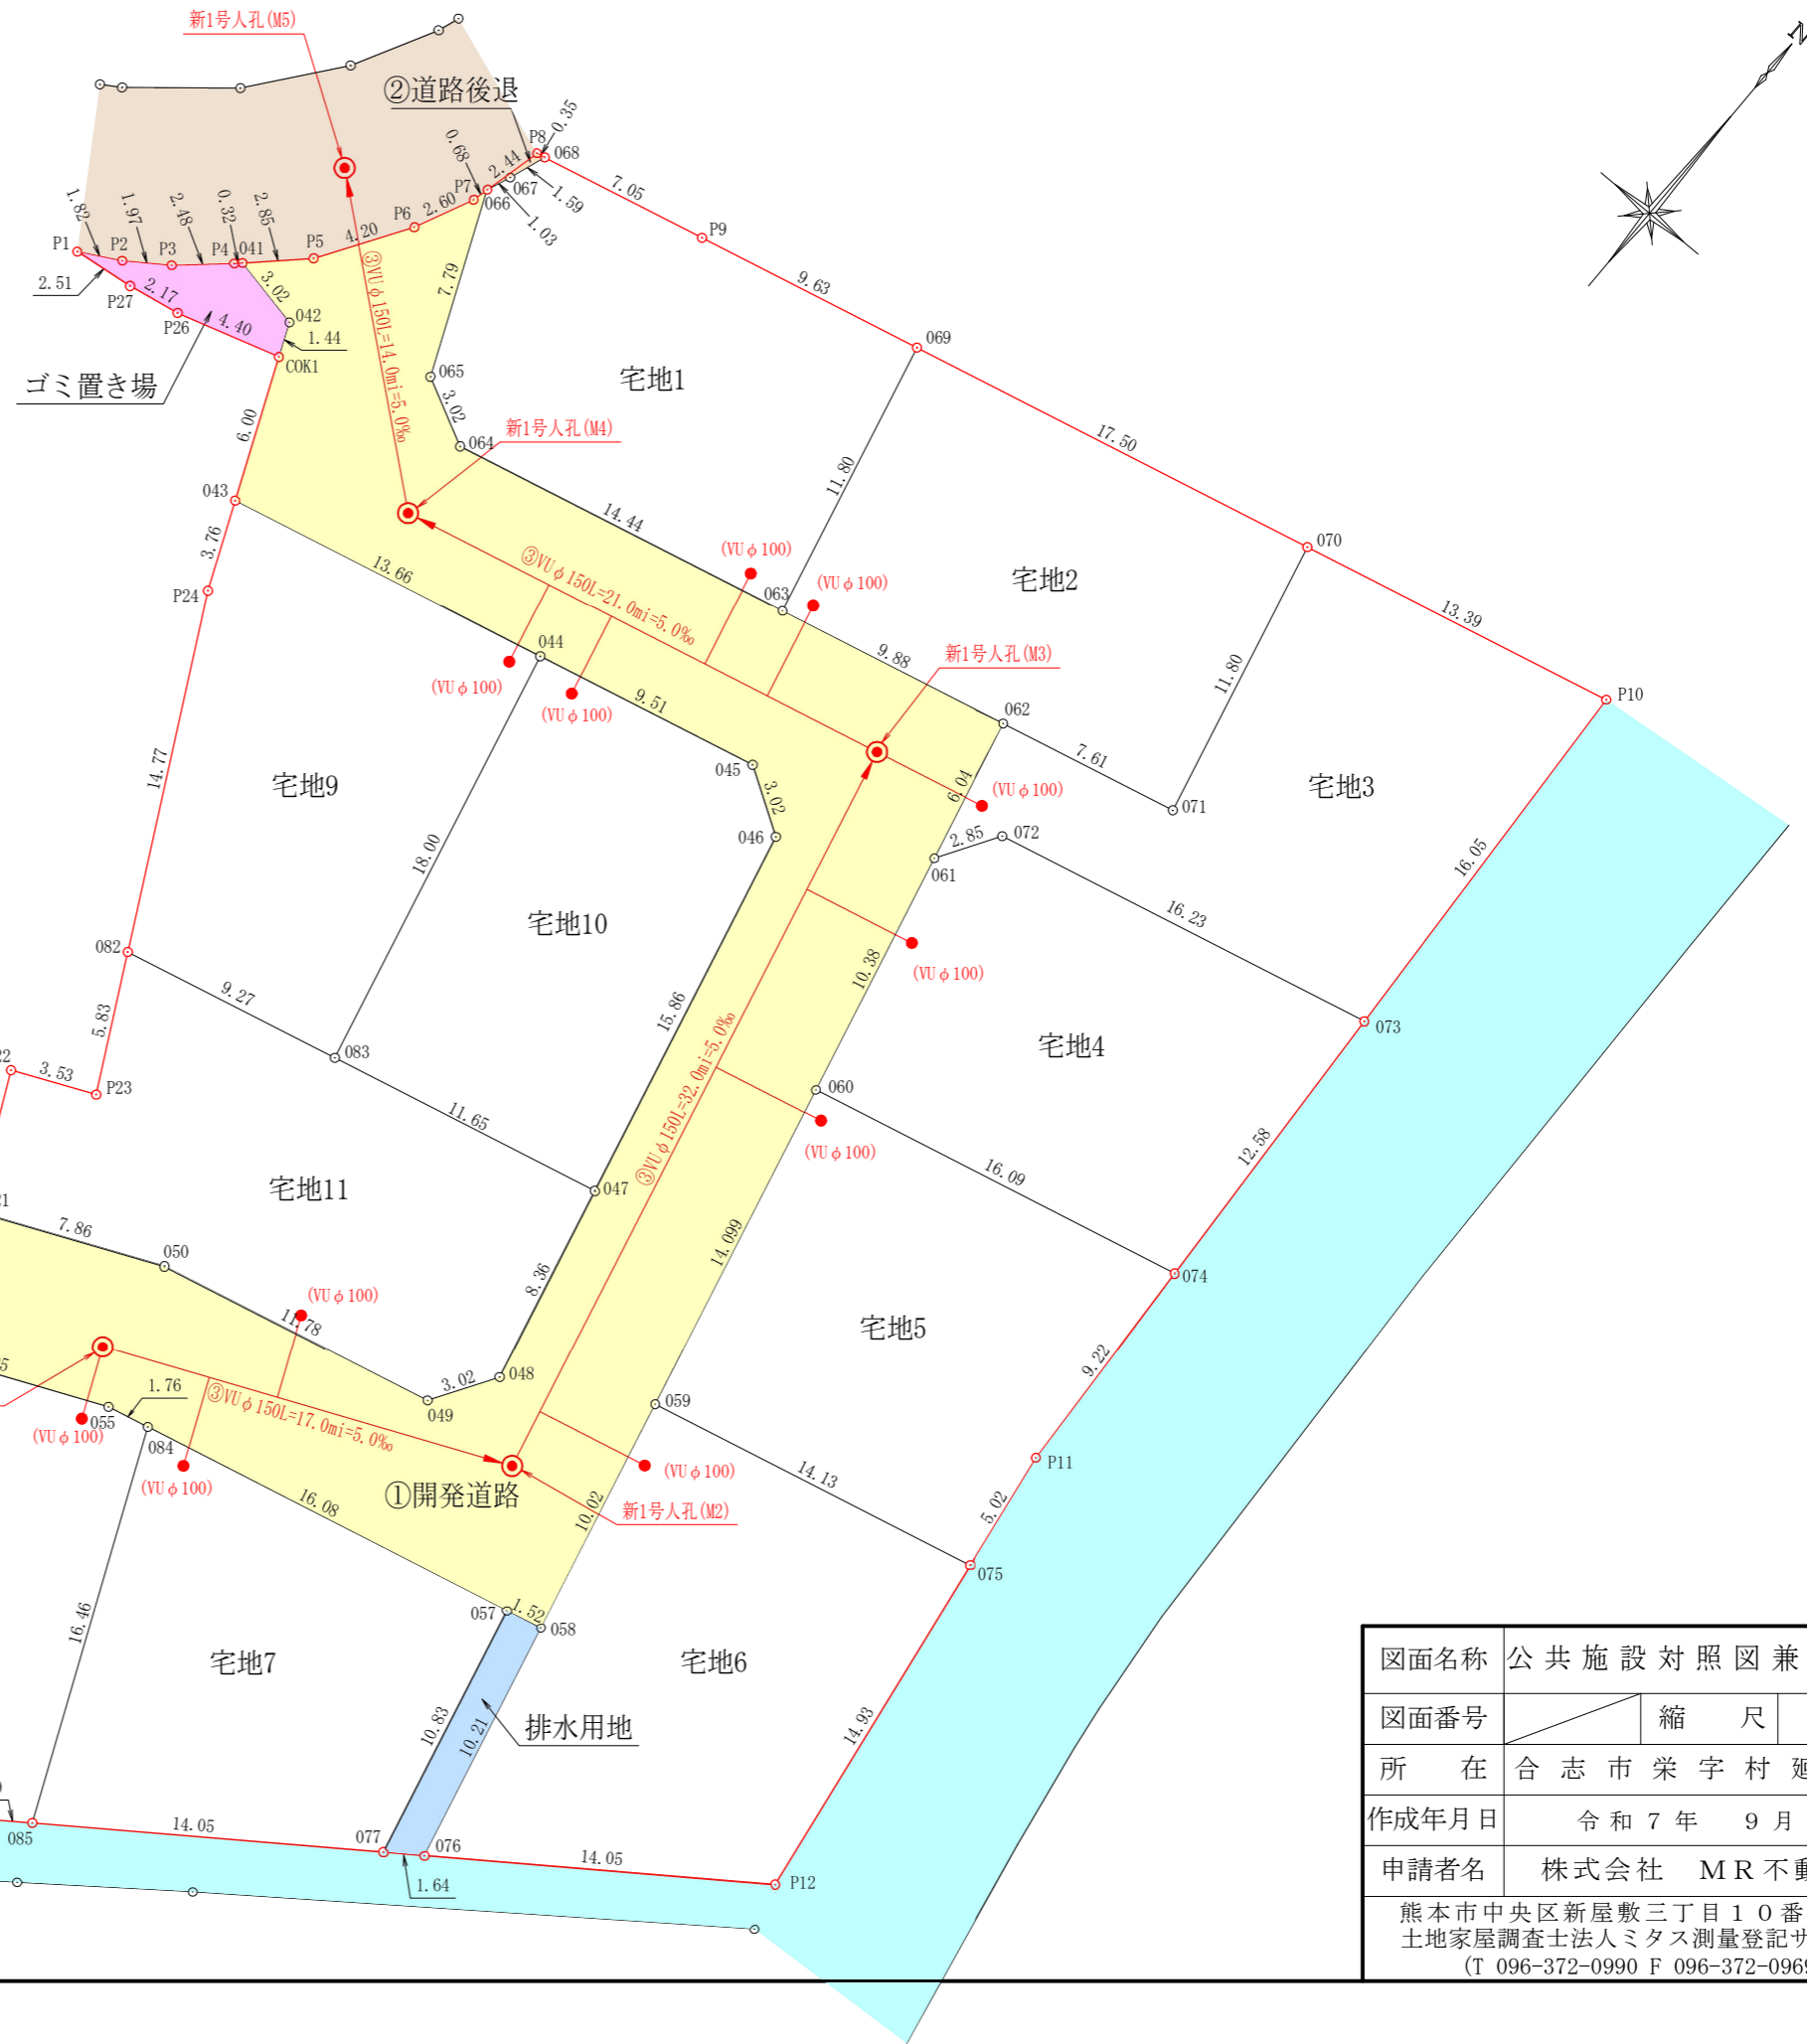 新1号人孔(M5)
②道路後退
N
P8
0.35
068
0.68
2.44
067
P7
066
1.59
1.03
7.05
P9
1.82
1.97
2.48
0.32
2.85
P1
P2
P3
P4
041
P5
4.20
P6
2.60
2.51
P27
2.17
P26
4.40
3.02
042
1.44
COK1
ゴミ置き場
③VUφ150L=14.0mi=5.0‰
7.79
065
3.02
064
宅地1
9.63
069
17.50
新1号人孔(M4)
6.00
043
3.76
P24
14.44
11.80
13.66
③VUφ150L=21.0mi=5.0‰
(VUφ100)
063
(VUφ100)
宅地2
070
13.39
044
(VUφ100)
(VUφ100)
9.51
9.88
新1号人孔(M3)
11.80
P10
062
7.61
071
045
3.02
046
6.04
(VUφ100)
宅地3
14.77
宅地9
18.00
宅地10
2.85
072
061
16.05
16.23
082
9.27
083
5.83
15.86
10.38
(VUφ100)
073
宅地4
22
3.53
P23
③VUφ150L=32.0mi=5.0‰
060
(VUφ100)
11.65
12.58
16.09
宅地11
047
21
7.86
050
14.099
074
8.36
(VUφ100)
11.78
宅地5
9.22
5
1.76
③VUφ150L=17.0mi=5.0‰
3.02
048
049
059
055
(VUφ100)
084
P11
(VUφ100)
①開発道路
(VUφ100)
14.13
5.02
16.08
10.02
新1号人孔(M2)
075
16.46
057
1.52
058
宅地7
宅地6
10.83
10.21
排水用地
14.93
085
14.05
077
076
14.05
1.64
P12
図面名称 公共施設対照図兼
図面番号 縮 尺
所 在 合志市栄字村
作成年月日 令和7年 9月
申請者名 株式会社 MR不動
熊本市中央区新屋敷三丁目10番
土地家屋調査士法人ミタス測量登記サ
(T 096-372-0990 F 096-372-0969